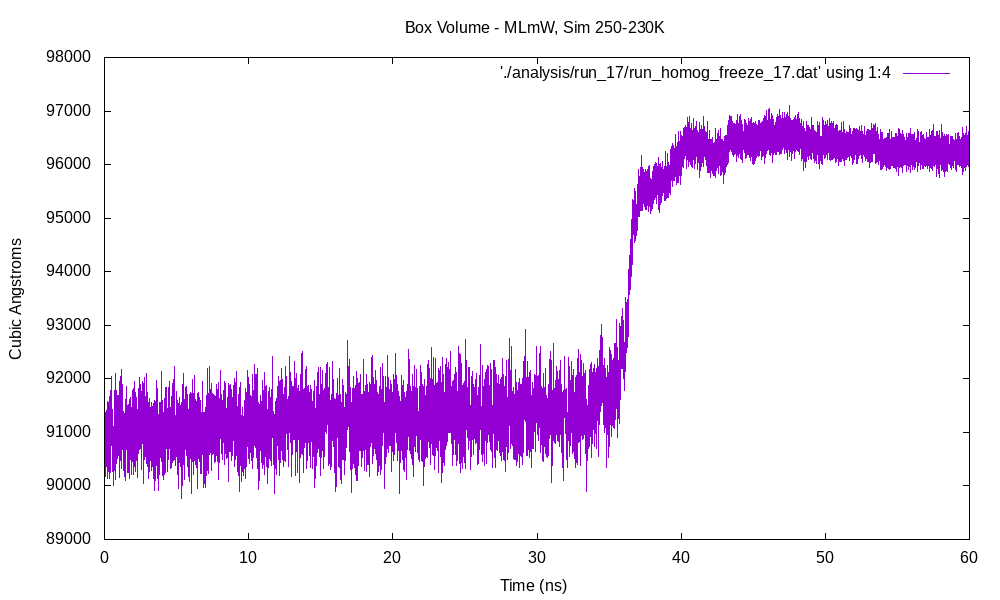 Box Volume - MLmW, Sim 250-230K
'./analysis/run_17/run_homog_freeze_17.dat' using 1:4
98000
97000
96000
95000
94000
93000
92000
91000
90000
89000
Cubic Angstroms
0 10 20 30 40 50 60
Time (ns)